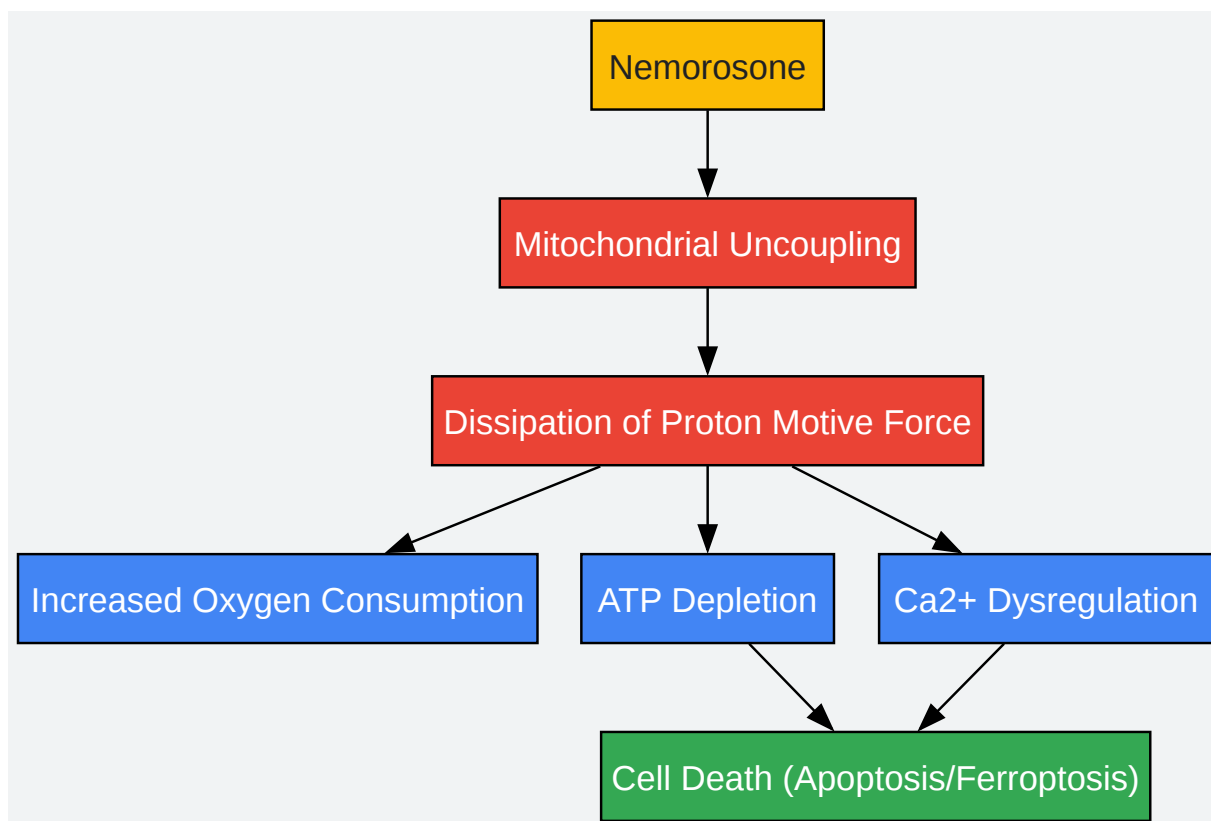 Nemorosone
Mitochondrial Uncoupling
Dissipation of Proton Motive Force
Increased Oxygen Consumption
ATP Depletion
Ca2+ Dysregulation
Cell Death (Apoptosis/Ferroptosis)